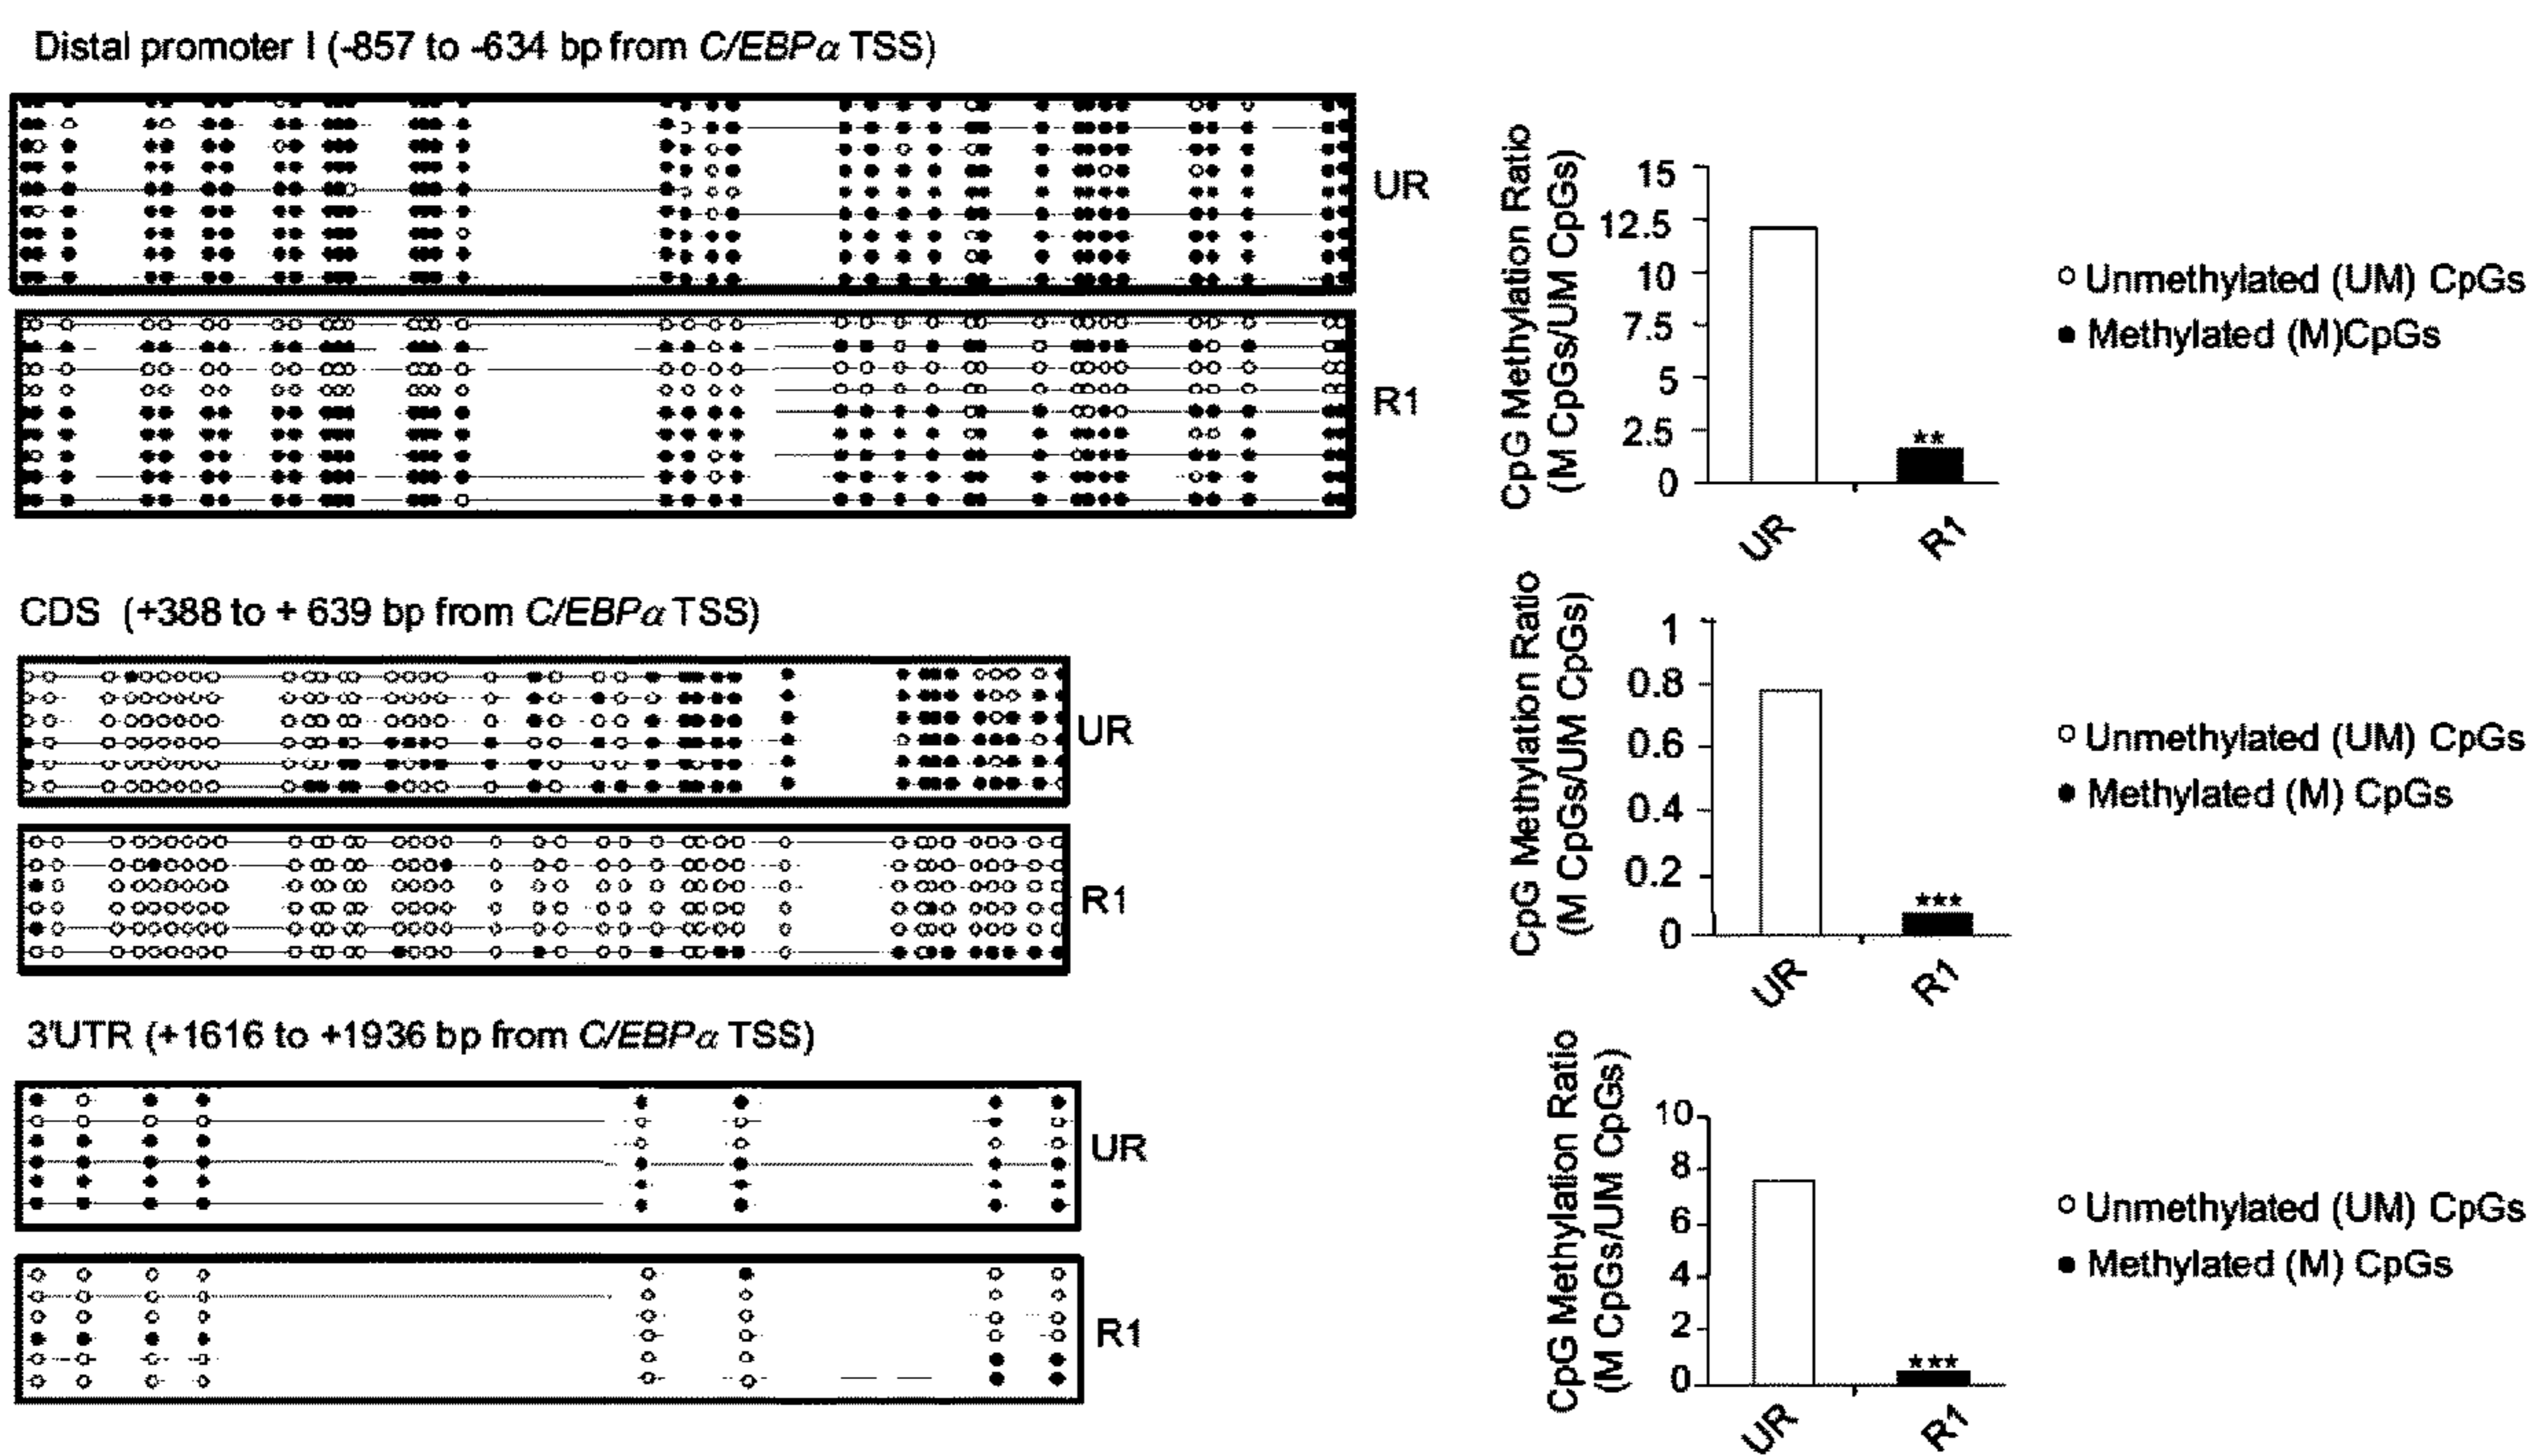 Distal promoter I (-857 to -634 bp from C/EBPα TSS)
UR
R1
CpG Methylation Ratio
(M CpGs/UM CpGs)
15
12.5
10
7.5
5
2.5
0
**
UR
R1
○ Unmethylated (UM) CpGs
● Methylated (M)CpGs
CDS (+388 to + 639 bp from C/EBPα TSS)
UR
R1
CpG Methylation Ratio
(M CpGs/UM CpGs)
1
0.8
0.6
0.4
0.2
0
***
UR
R1
○ Unmethylated (UM) CpGs
● Methylated (M) CpGs
3'UTR (+1616 to +1936 bp from C/EBPα TSS)
UR
R1
CpG Methylation Ratio
(M CpGs/UM CpGs)
10
8
6
4
2
0
***
UR
R1
○ Unmethylated (UM) CpGs
● Methylated (M) CpGs